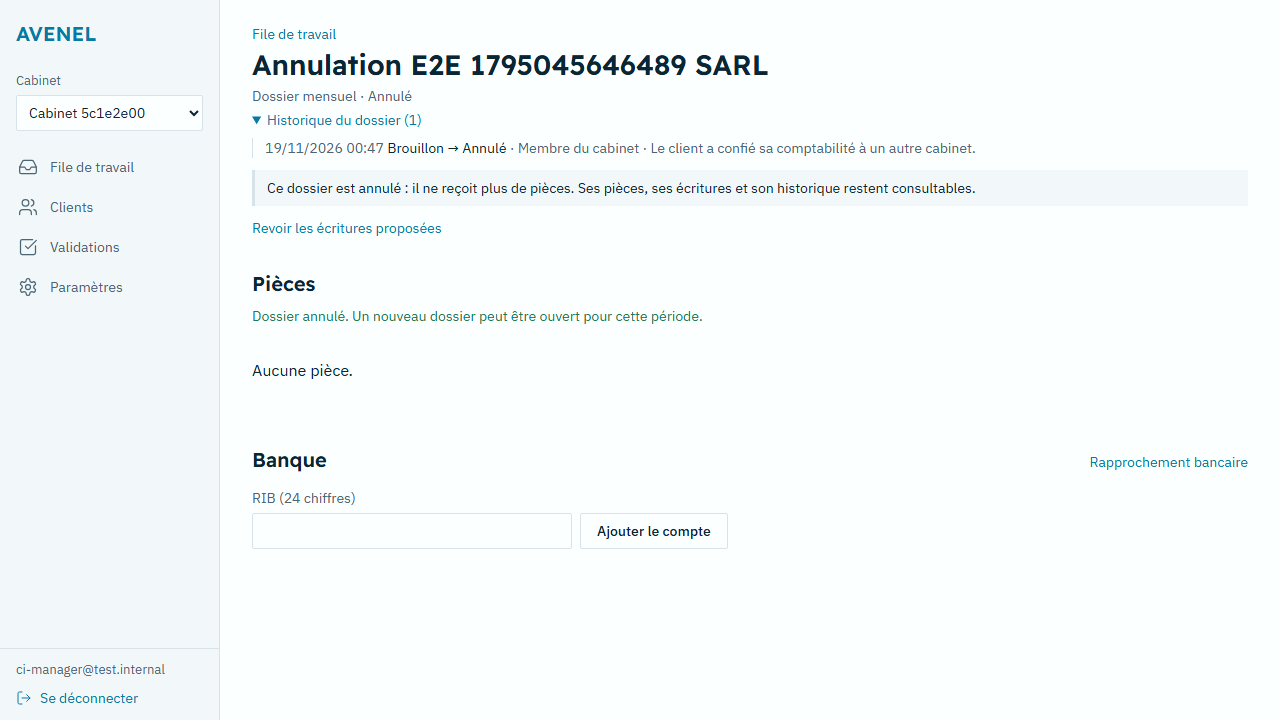 AVENEL
Cabinet
Cabinet 5c1e2e00
File de travail
Clients
Validations
Paramètres
ci-manager@test.internal
Se déconnecter
File de travail
Annulation E2E 1795045646489 SARL
Dossier mensuel · Annulé
Historique du dossier (1)
19/11/2026 00:47 Brouillon → Annulé · Membre du cabinet · Le client a confié sa comptabilité à un autre cabinet.
Ce dossier est annulé : il ne reçoit plus de pièces. Ses pièces, ses écritures et son historique restent consultables.
Revoir les écritures proposées
Pièces
Dossier annulé. Un nouveau dossier peut être ouvert pour cette période.
Aucune pièce.
Banque
Rapprochement bancaire
RIB (24 chiffres)
Ajouter le compte